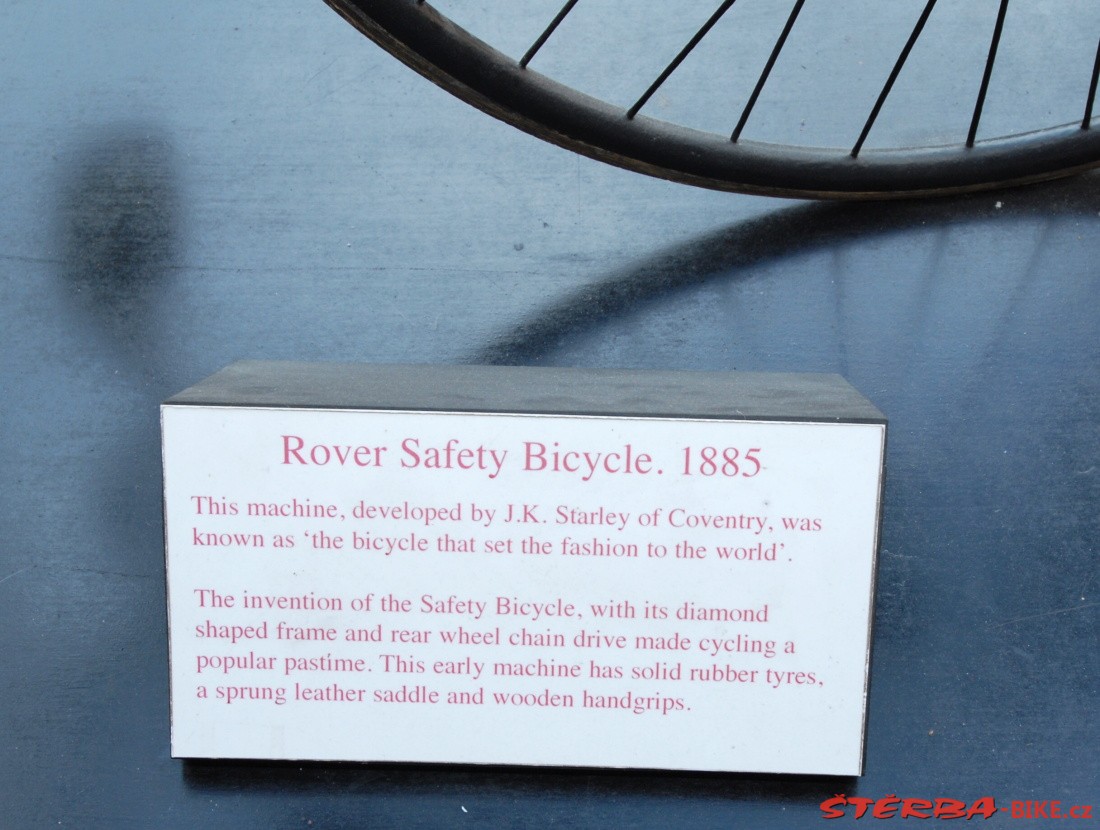 Rover Safety Bicycle. 1885
This machine, developed by J.K. Starley of Coventry, was
known as ‘the bicycle that set the fashion to the world’.
The invention of the Safety Bicycle, with its diamond
shaped frame and rear wheel chain drive made cycling a
popular pastime. This early machine has solid rubber tyres,
a sprung leather saddle and wooden handgrips.
ŠTĚRBA-BIKE.cz